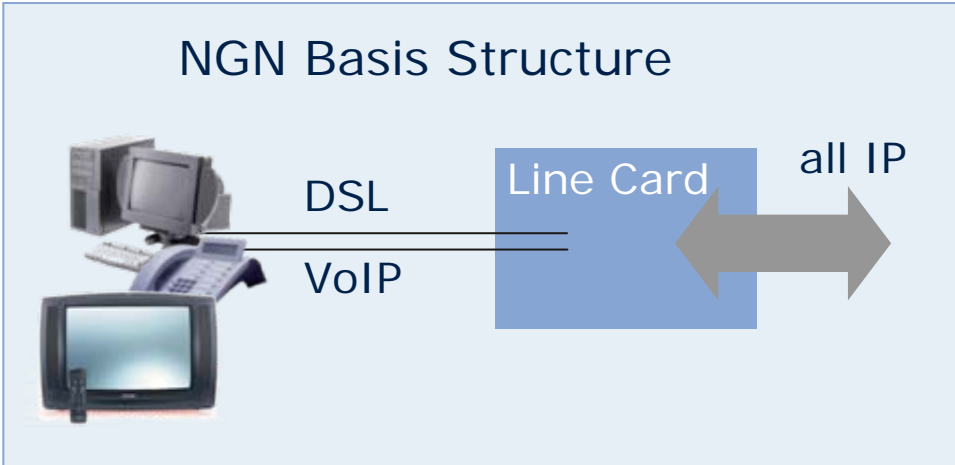 NGN Basis Structure
all IP
Line Card
DSL
VoIP